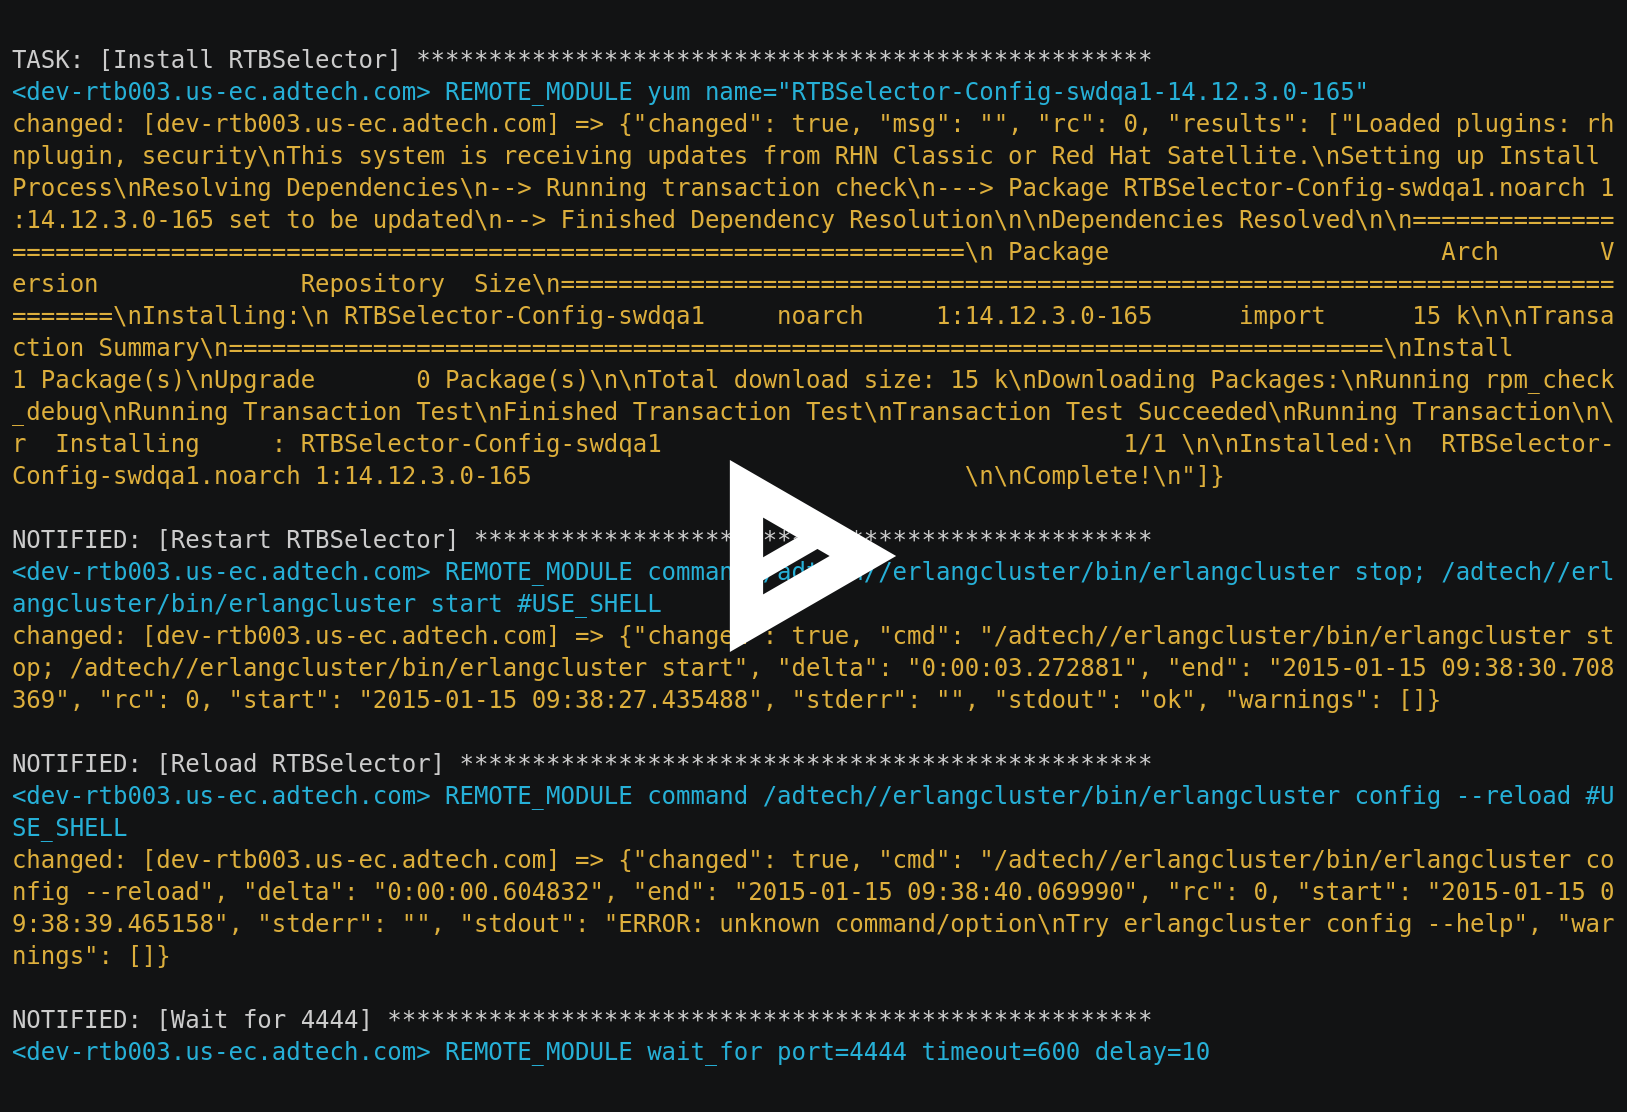 TASK: [Install RTBSelector] ***************************************************
<dev-rtb003.us-ec.adtech.com> REMOTE_MODULE yum name="RTBSelector-Config-swdqa1-14.12.3.0-165"
changed: [dev-rtb003.us-ec.adtech.com] => {"changed": true, "msg": "", "rc": 0, "results": ["Loaded plugins: rh
nplugin, security\nThis system is receiving updates from RHN Classic or Red Hat Satellite.\nSetting up Install
Process\nResolving Dependencies\n--> Running transaction check\n---> Package RTBSelector-Config-swdqa1.noarch 1
:14.12.3.0-165 set to be updated\n--> Finished Dependency Resolution\n\nDependencies Resolved\n\n==============
==================================================================\n Package                       Arch       V
ersion              Repository  Size\n=========================================================================
=======\nInstalling:\n RTBSelector-Config-swdqa1     noarch     1:14.12.3.0-165      import      15 k\n\nTransa
ction Summary\n================================================================================\nInstall
1 Package(s)\nUpgrade       0 Package(s)\n\nTotal download size: 15 k\nDownloading Packages:\nRunning rpm_check
_debug\nRunning Transaction Test\nFinished Transaction Test\nTransaction Test Succeeded\nRunning Transaction\n\
r  Installing     : RTBSelector-Config-swdqa1                                1/1 \n\nInstalled:\n  RTBSelector-
Config-swdqa1.noarch 1:14.12.3.0-165                              \n\nComplete!\n"]}
NOTIFIED: [Restart RTBSelector] ***********************************************
<dev-rtb003.us-ec.adtech.com> REMOTE_MODULE command /adtech//erlangcluster/bin/erlangcluster stop; /adtech//erl
angcluster/bin/erlangcluster start #USE_SHELL
changed: [dev-rtb003.us-ec.adtech.com] => {"changed": true, "cmd": "/adtech//erlangcluster/bin/erlangcluster st
op; /adtech//erlangcluster/bin/erlangcluster start", "delta": "0:00:03.272881", "end": "2015-01-15 09:38:30.708
369", "rc": 0, "start": "2015-01-15 09:38:27.435488", "stderr": "", "stdout": "ok", "warnings": []}
NOTIFIED: [Reload RTBSelector] ************************************************
<dev-rtb003.us-ec.adtech.com> REMOTE_MODULE command /adtech//erlangcluster/bin/erlangcluster config --reload #U
SE_SHELL
changed: [dev-rtb003.us-ec.adtech.com] => {"changed": true, "cmd": "/adtech//erlangcluster/bin/erlangcluster co
nfig --reload", "delta": "0:00:00.604832", "end": "2015-01-15 09:38:40.069990", "rc": 0, "start": "2015-01-15 0
9:38:39.465158", "stderr": "", "stdout": "ERROR: unknown command/option\nTry erlangcluster config --help", "war
nings": []}
NOTIFIED: [Wait for 4444] *****************************************************
<dev-rtb003.us-ec.adtech.com> REMOTE_MODULE wait_for port=4444 timeout=600 delay=10